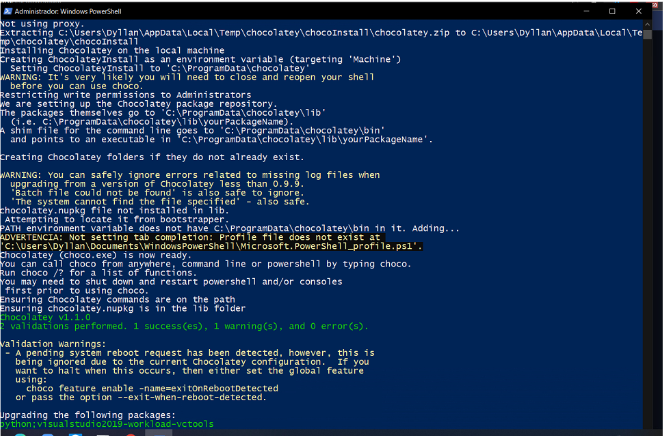 Administrador: Windows PowerShell
Not using proxy.
Extracting C:\Users\Dyllan\AppData\Local\Temp\chocolatey\chocoInstall\chocolatey.zip to C:\Users\Dyllan\AppData\Local\Te
mp\chocolatey\chocoInstall
Installing Chocolatey on the local machine
Creating ChocolateyInstall as an environment variable (targeting 'Machine')
  Setting ChocolateyInstall to 'C:\ProgramData\chocolatey'
WARNING: It's very likely you will need to close and reopen your shell
  before you can use choco.
Restricting write permissions to Administrators
We are setting up the Chocolatey package repository.
The packages themselves go to 'C:\ProgramData\chocolatey\lib'
  (i.e. C:\ProgramData\chocolatey\lib\yourPackageName).
A shim file for the command line goes to 'C:\ProgramData\chocolatey\bin'
  and points to an executable in 'C:\ProgramData\chocolatey\lib\yourPackageName'.
Creating Chocolatey folders if they do not already exist.
WARNING: You can safely ignore errors related to missing log files when
  upgrading from a version of Chocolatey less than 0.9.9.
  'Batch file could not be found' is also safe to ignore.
  'The system cannot find the file specified' - also safe.
chocolatey.nupkg file not installed in lib.
 Attempting to locate it from bootstrapper.
PATH environment variable does not have C:\ProgramData\chocolatey\bin in it. Adding...
ADVERTENCIA: Not setting tab completion: Profile file does not exist at
'C:\Users\Dyllan\Documents\WindowsPowerShell\Microsoft.PowerShell_profile.ps1'.
Chocolatey (choco.exe) is now ready.
You can call choco from anywhere, command line or powershell by typing choco.
Run choco /? for a list of functions.
You may need to shut down and restart powershell and/or consoles
 first prior to using choco.
Ensuring Chocolatey commands are on the path
Ensuring chocolatey.nupkg is in the lib folder
Chocolatey v1.1.0
2 validations performed. 1 success(es), 1 warning(s), and 0 error(s).
Validation Warnings:
 - A pending system reboot request has been detected, however, this is
   being ignored due to the current Chocolatey configuration.  If you
   want to halt when this occurs, then either set the global feature
   using:
     choco feature enable -name=exitOnRebootDetected
   or pass the option --exit-when-reboot-detected.
Upgrading the following packages:
python;visualstudio2019-workload-vctools